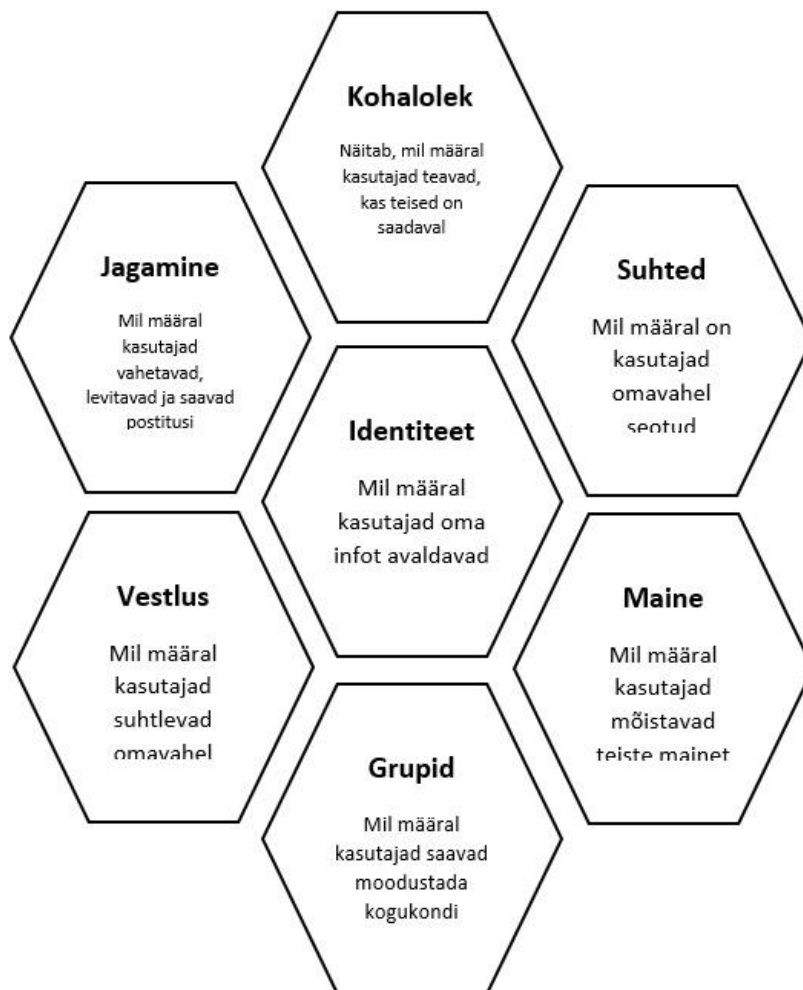 Kohalolek
Näitab, mil määral
kasutajad teavad,
kas teised on
saadaval
Jagamine
Mil määral
kasutajad
vahetavad,
levitavad ja saavad
postitusi
Suhted
Mil määral on
kasutajad
omavahel
seotud
Identiteet
Mil määral
kasutajad oma
infot avaldavad
Vestlus
Mil määral
kasutajad
suhtlevad
omavahel
Maine
Mil määral
kasutajad
mõistavad
teiste mainet
Grupid
Mil määral
kasutajad saavad
moodustada
kogukondi